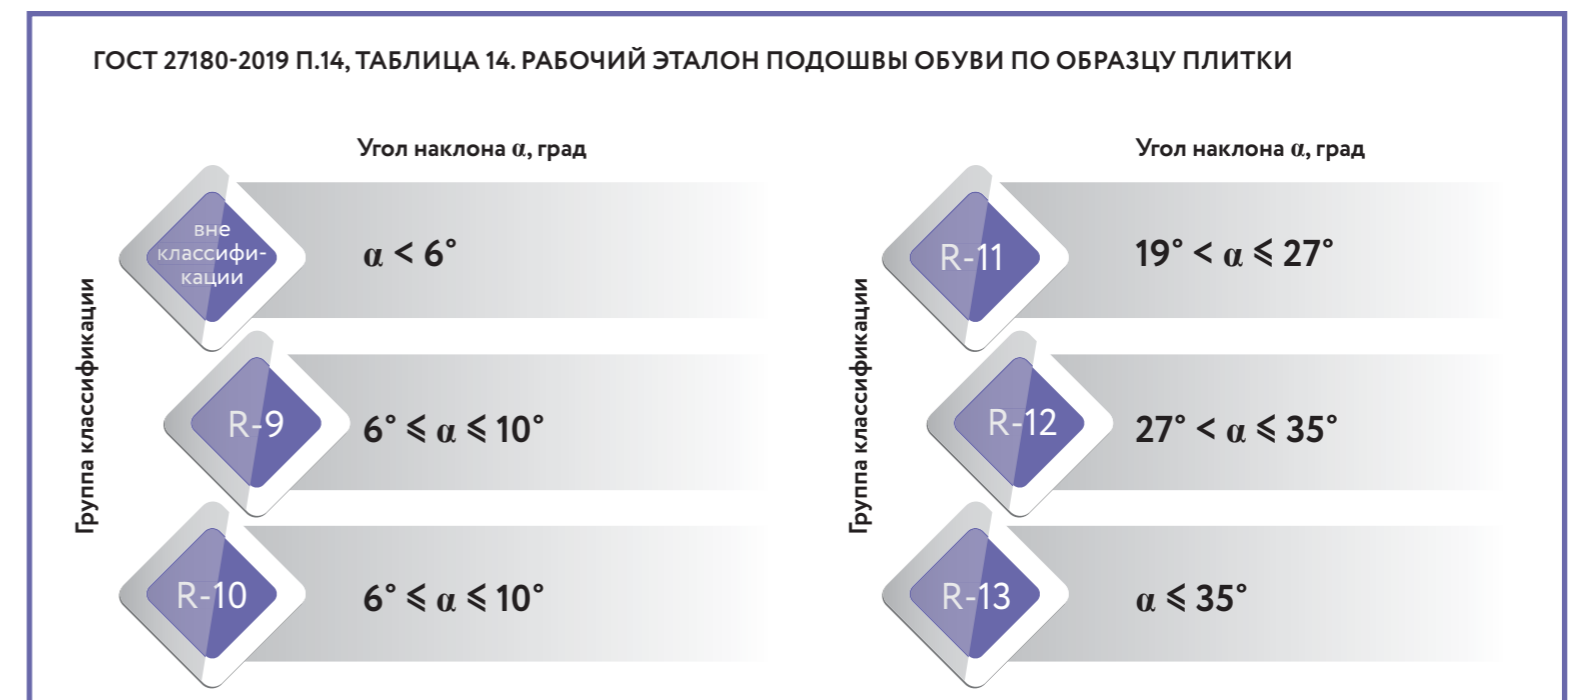 ГОСТ 27180-2019 П.14, ТАБЛИЦА 14. РАБОЧИЙ ЭТАЛОН ПОДОШВЫ ОБУВИ ПО ОБРАЗЦУ ПЛИТКИ
Угол наклона α, град
Группа классификации
вне
классифи-
кации
α < 6°
R-9
6° ⩽ α ⩽ 10°
R-10
6° ⩽ α ⩽ 10°
Угол наклона α, град
Группа классификации
R-11
19° < α ⩽ 27°
R-12
27° < α ⩽ 35°
R-13
α ⩽ 35°